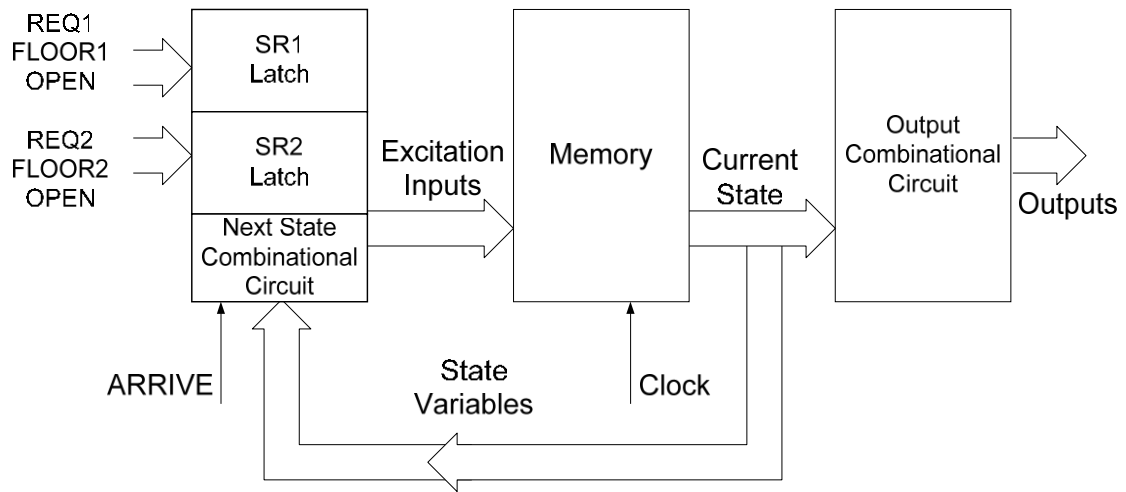 REQ1
FLOOR1
OPEN
SR1
Latch
REQ2
FLOOR2
OPEN
SR2
Latch
Next State
Combinational
Circuit
Excitation
Inputs
Memory
Current
State
Output
Combinational
Circuit
Outputs
ARRIVE
State
Variables
Clock